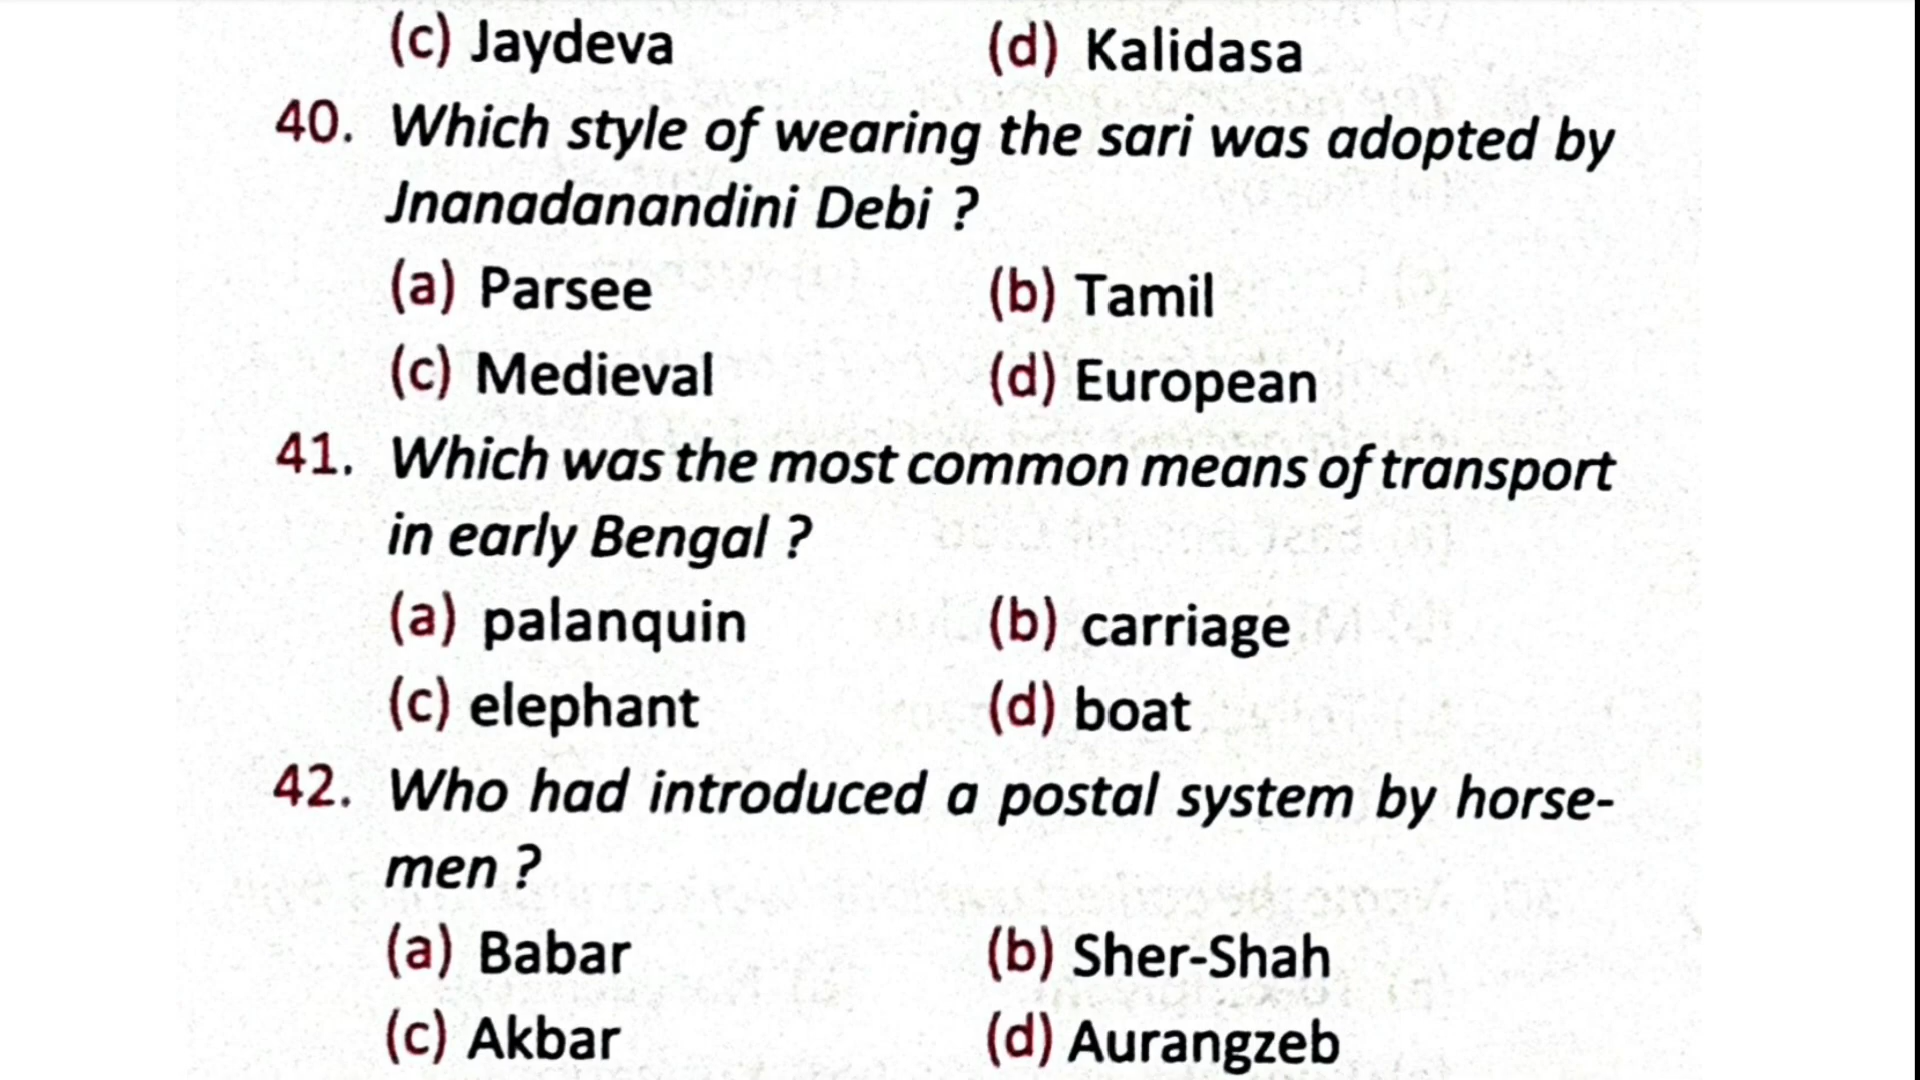 (c) Jaydeva (d) Kalidasa
40. Which style of wearing the sari was adopted by
Jnanadanandini Debi ?
(a) Parsee (b) Tamil
(c) Medieval (d) European
41. Which was the most common means of transport
in early Bengal ?
(a) palanquin (b) carriage
(c) elephant (d) boat
42. Who had introduced a postal system by horse-
men ?
(a) Babar (b) Sher-Shah
(c) Akbar (d) Aurangzeb